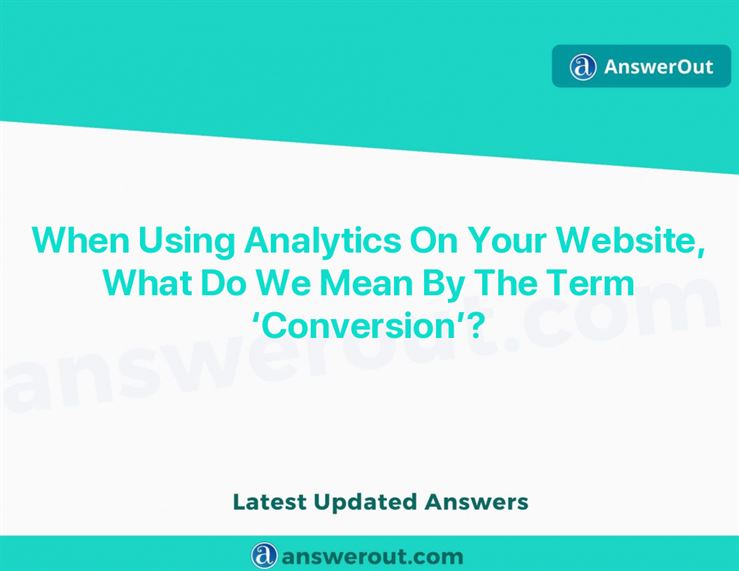 AnswerOut
When Using Analytics On Your Website,
What Do We Mean By The Term
‘Conversion’?
answerout.com
Latest Updated Answers
answerout.com